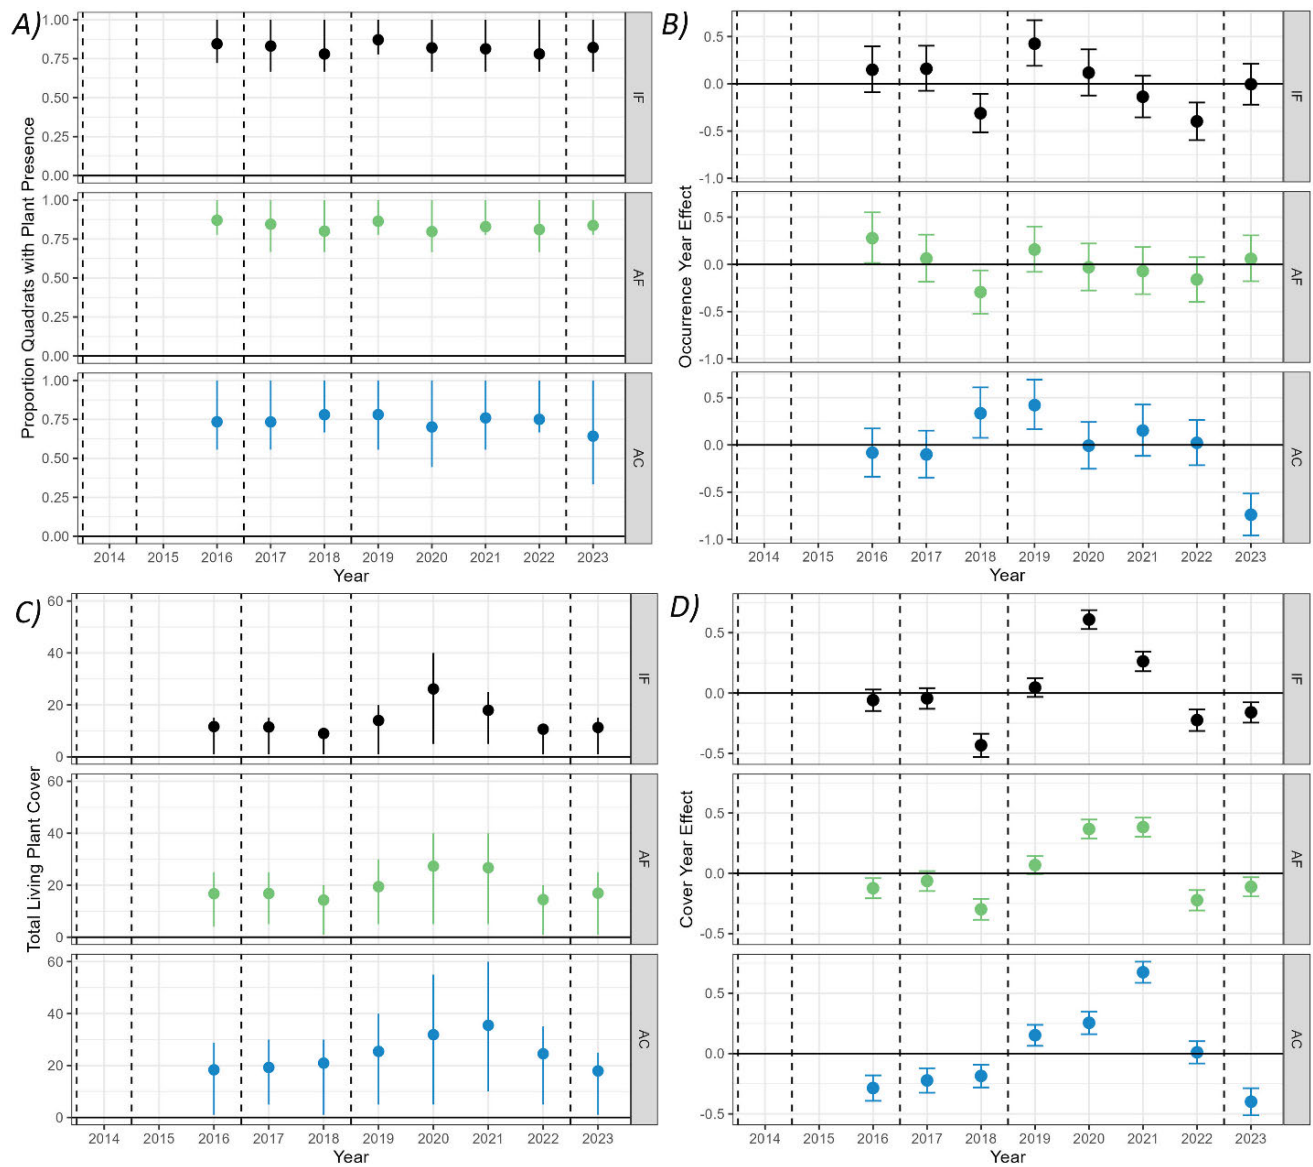 A)
Proportion Quadrats with Plant Presence
1.00
0.75
0.50
0.25
0.00
IF
1.00
0.75
0.50
0.25
0.00
AF
1.00
0.75
0.50
0.25
0.00
AC
2014 2015 2016 2017 2018 2019 2020 2021 2022 2023
Year
B)
Occurrence Year Effect
0.5
0.0
-0.5
-1.0
IF
0.5
0.0
-0.5
-1.0
AF
0.5
0.0
-0.5
-1.0
AC
2014 2015 2016 2017 2018 2019 2020 2021 2022 2023
Year
C)
Total Living Plant Cover
60
40
20
0
IF
60
40
20
0
AF
60
40
20
0
AC
2014 2015 2016 2017 2018 2019 2020 2021 2022 2023
Year
D)
Cover Year Effect
0.5
0.0
-0.5
IF
0.5
0.0
-0.5
AF
0.5
0.0
-0.5
AC
2014 2015 2016 2017 2018 2019 2020 2021 2022 2023
Year